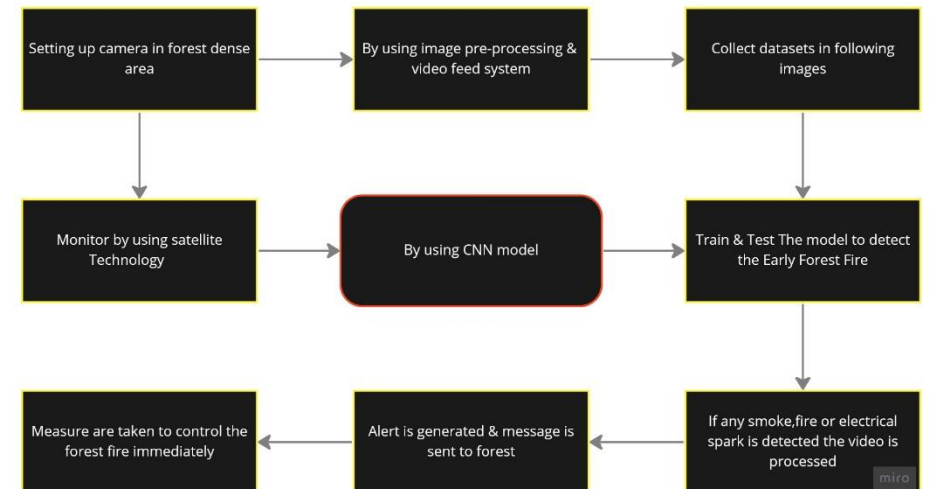 Setting up camera in forest dense
area
By using image pre-processing &
video feed system
Collect datasets in following
images
Monitor by using satellite
Technology
By using CNN model
Train & Test The model to detect
the Early Forest Fire
Measure are taken to control the
forest fire immediately
Alert is generated & message is
sent to forest
If any smoke,fire or electrical
spark is detected the video is
processed
miro